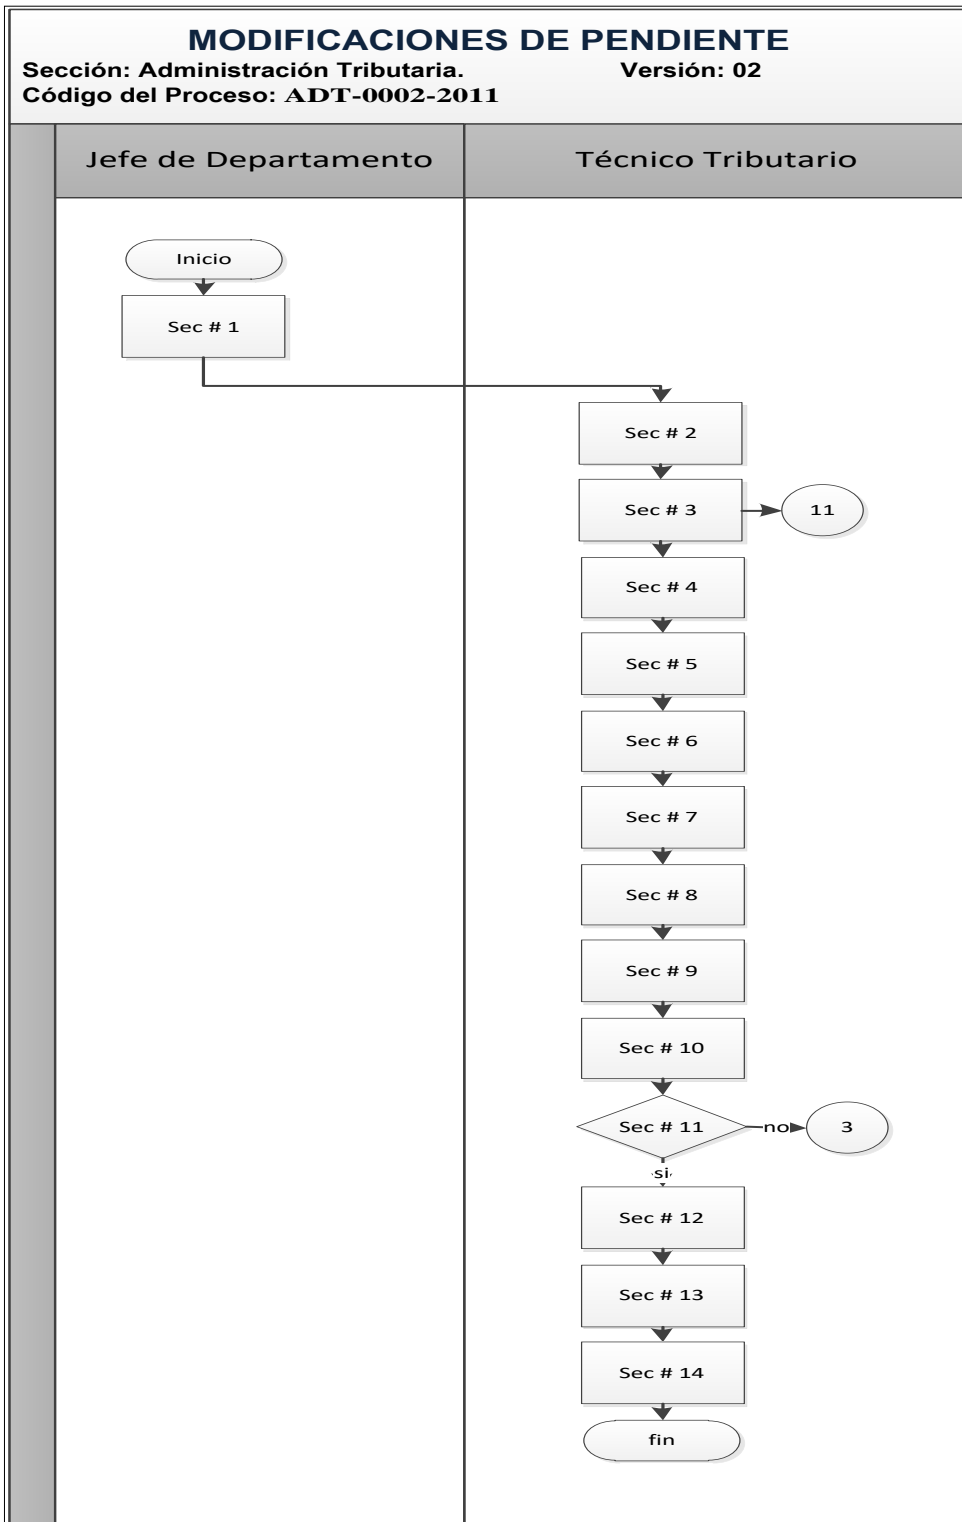 MODIFICACIONES DE PENDIENTE
Sección: Administración Tributaria. Versión: 02
Código del Proceso: ADT-0002-2011
Jefe de Departamento Técnico Tributario
Inicio
Sec # 1
Sec # 2
Sec # 3 11
Sec # 4
Sec # 5
Sec # 6
Sec # 7
Sec # 8
Sec # 9
Sec # 10
Sec # 11 no 3
si
Sec # 12
Sec # 13
Sec # 14
fin